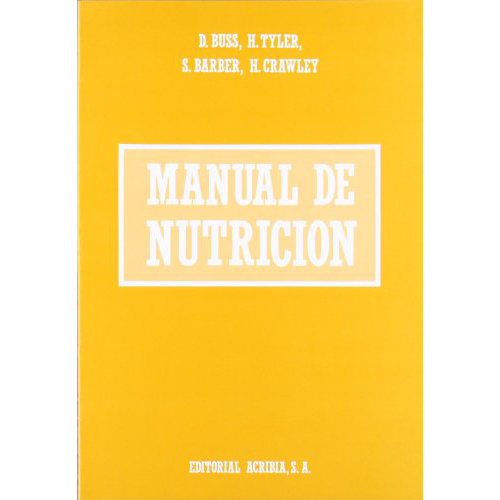 D. BUSS, H. TYLER,
S. BARBER, H. CRAWLEY
MANUAL DE
NUTRICION
EDITORIAL ACRIBIA, S. A.